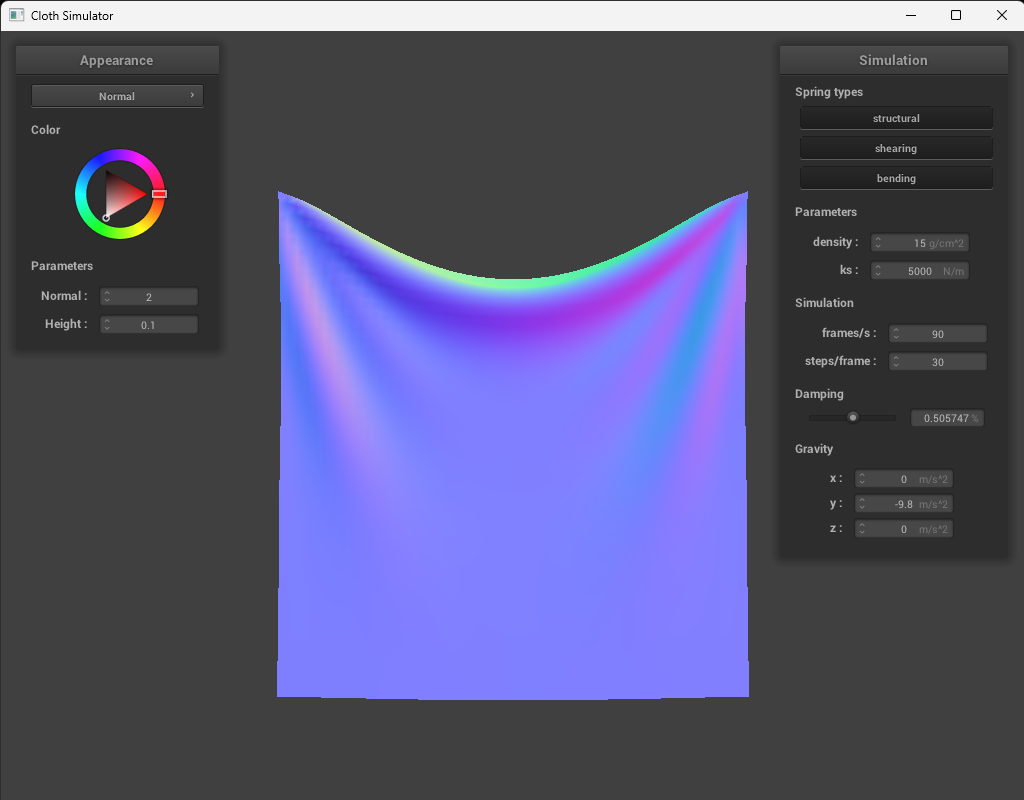 Cloth Simulator
Appearance
Normal
Color
Parameters
Normal : 2
Height : 0.1
Simulation
Spring types
structural
shearing
bending
Parameters
density : 15 g/cm^2
ks : 5000 N/m
Simulation
frames/s : 90
steps/frame : 30
Damping
0.505747 %
Gravity
x : 0 m/s^2
y : -9.8 m/s^2
z : 0 m/s^2